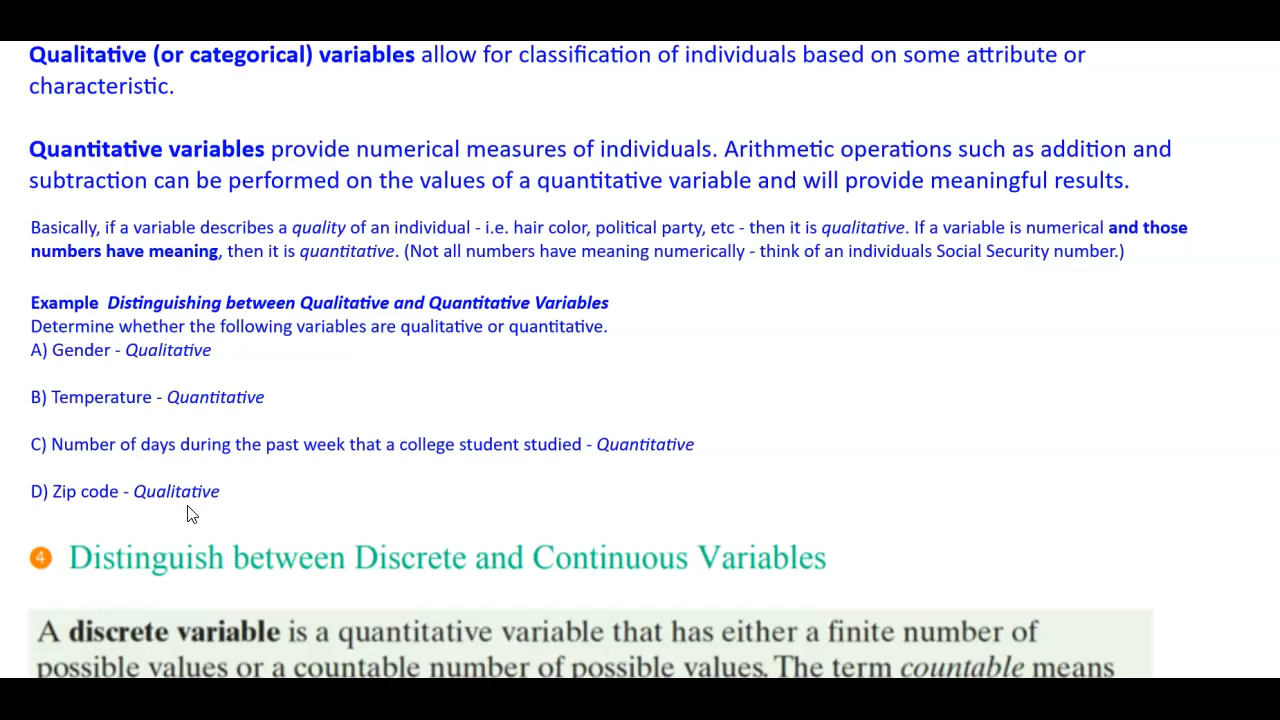 Qualitative (or categorical) variables allow for classification of individuals based on some attribute or
characteristic.
Quantitative variables provide numerical measures of individuals. Arithmetic operations such as addition and
subtraction can be performed on the values of a quantitative variable and will provide meaningful results.
Basically, if a variable describes a quality of an individual - i.e. hair color, political party, etc - then it is qualitative. If a variable is numerical and those
numbers have meaning, then it is quantitative. (Not all numbers have meaning numerically - think of an individuals Social Security number.)
Example Distinguishing between Qualitative and Quantitative Variables
Determine whether the following variables are qualitative or quantitative.
A) Gender - Qualitative
B) Temperature - Quantitative
C) Number of days during the past week that a college student studied - Quantitative
D) Zip code - Qualitative
4 Distinguish between Discrete and Continuous Variables
A discrete variable is a quantitative variable that has either a finite number of
possible values or a countable number of possible values. The term countable means